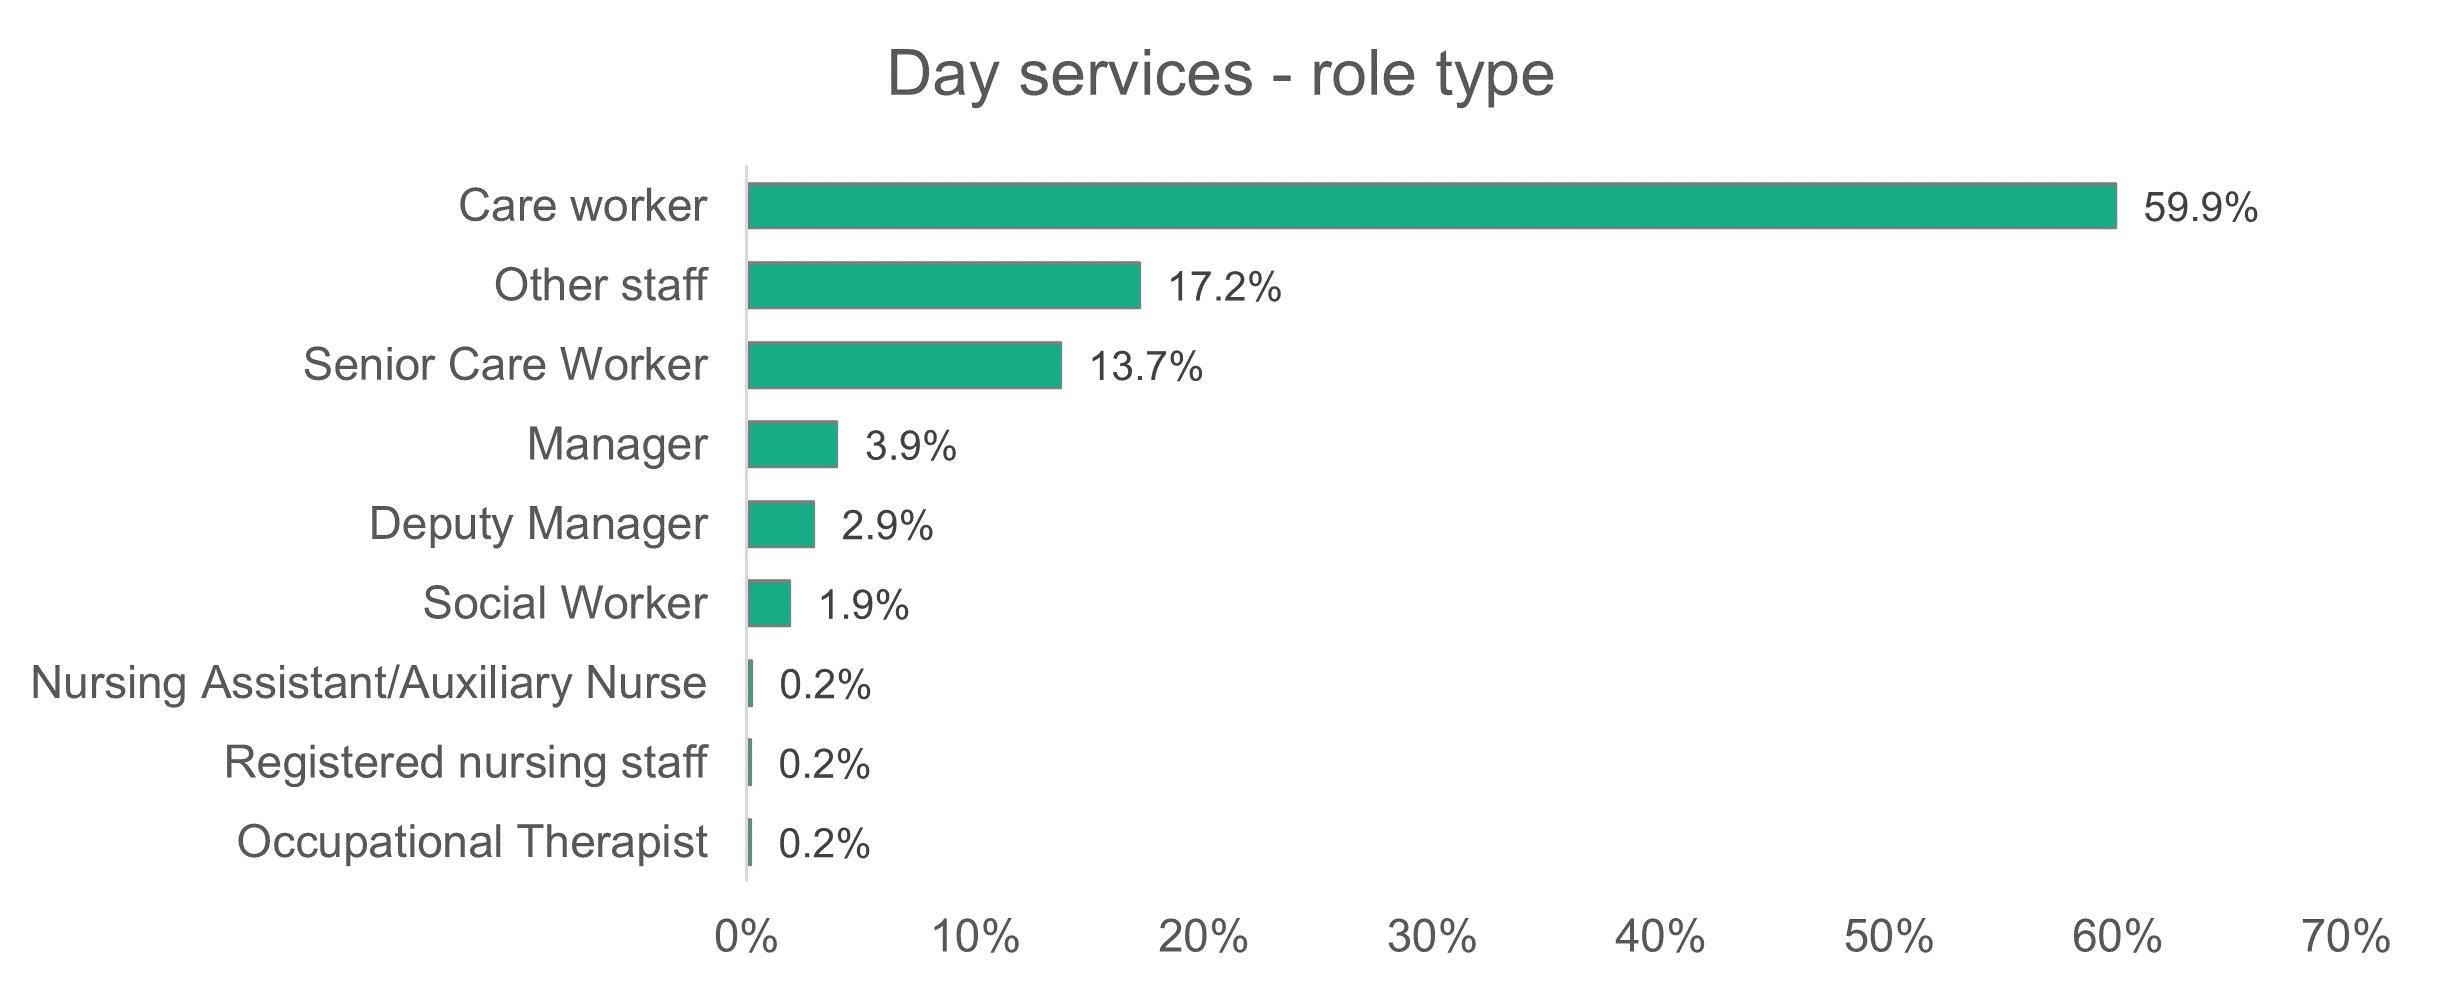 Day services - role type
Care worker 59.9%
Other staff 17.2%
Senior Care Worker 13.7%
Manager 3.9%
Deputy Manager 2.9%
Social Worker 1.9%
Nursing Assistant/Auxiliary Nurse 0.2%
Registered nursing staff 0.2%
Occupational Therapist 0.2%
0% 10% 20% 30% 40% 50% 60% 70%